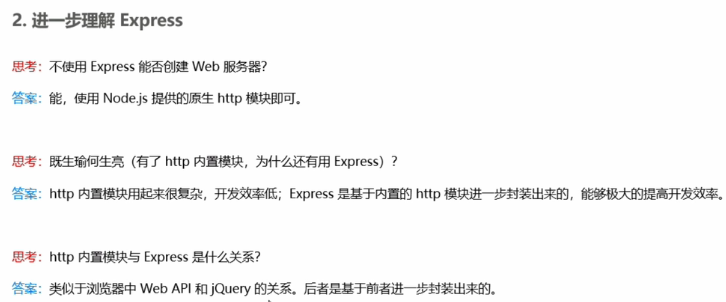 2. 进一步理解 Express
思考：不使用 Express 能否创建 Web 服务器？
答案：能，使用 Node.js 提供的原生 http 模块即可。
思考：既生瑜何生亮（有了 http 内置模块，为什么还有用 Express）？
答案：http 内置模块用起来很复杂，开发效率低；Express 是基于内置的 http 模块进一步封装出来的，能够极大的提高开发效率。
思考：http 内置模块与 Express 是什么关系？
答案：类似于浏览器中 Web API 和 jQuery 的关系。后者是基于前者进一步封装出来的。